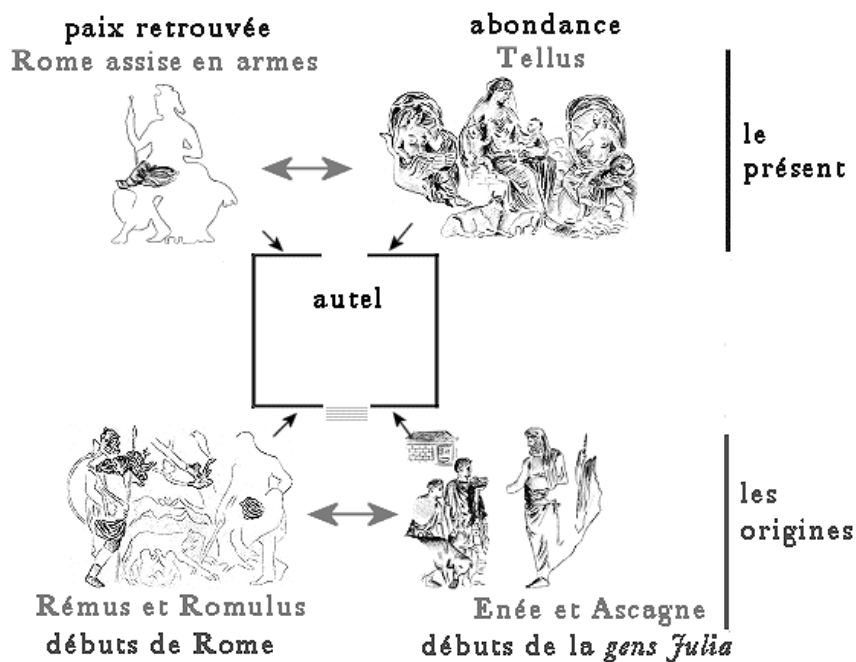 paix retrouvée
Rome assise en armes
abondance
Tellus
le
présent
autel
les
origines
Rémus et Romulus
débuts de Rome
Enée et Ascagne
débuts de la gens Julia